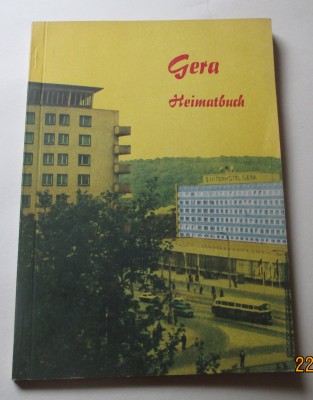 Gera
Heimatbuch
INTERHOTEL GERA
22